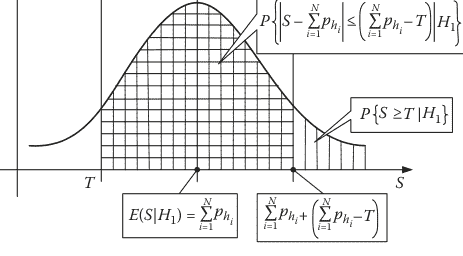 P{|S − ∑_{i=1}^{N} p_{h_i}| ≤ (∑_{i=1}^{N} p_{h_i} − T)|H_1}
P{S ≥ T | H_1}
T
S
E(S|H_1) = ∑_{i=1}^{N} p_{h_i}
∑_{i=1}^{N} p_{h_i} + (∑_{i=1}^{N} p_{h_i} − T)